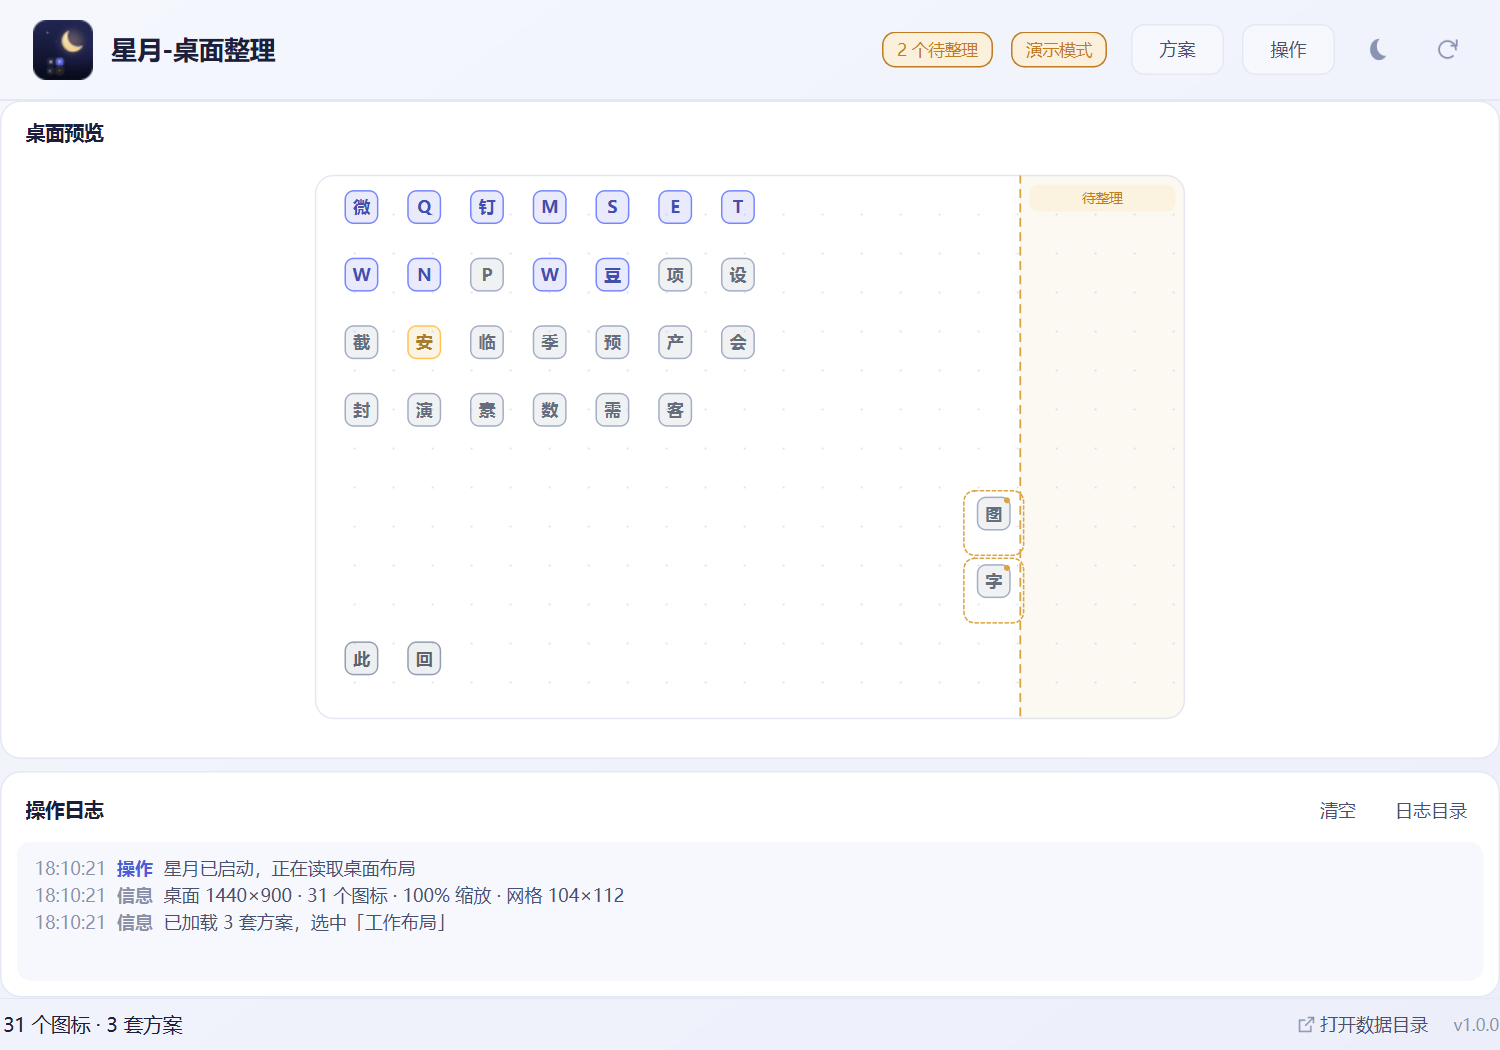 星月-桌面整理
2 个待整理
演示模式
方案
操作
桌面预览
待整理
微 Q 钉 M S E T
W N P W 豆 项 设
截 安 临 季 预 产 会
封 演 素 数 需 客
图
字
此 回
操作日志
清空
日志目录
18:10:21 操作 星月已启动，正在读取桌面布局
18:10:21 信息 桌面 1440×900 · 31 个图标 · 100% 缩放 · 网格 104×112
18:10:21 信息 已加载 3 套方案，选中「工作布局」
31 个图标 · 3 套方案
打开数据目录
v1.0.0